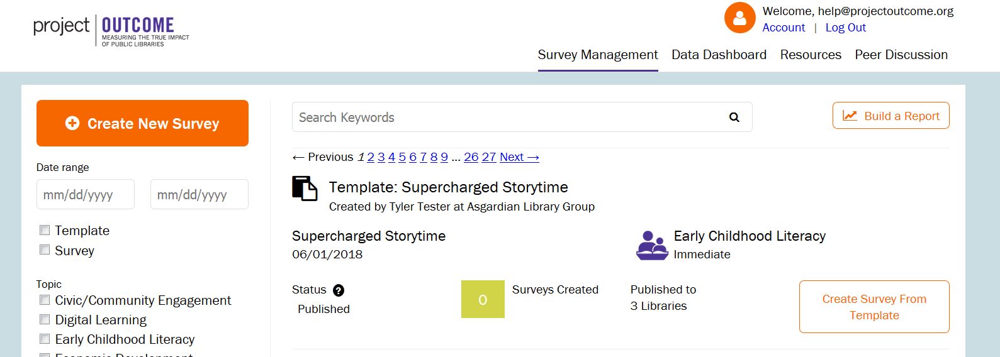 project OUTCOME
MEASURING THE TRUE IMPACT
OF PUBLIC LIBRARIES
Welcome, help@projectoutcome.org
Account | Log Out
Survey Management Data Dashboard Resources Peer Discussion
Create New Survey
Date range
mm/dd/yyyy mm/dd/yyyy
Template
Survey
Topic
Civic/Community Engagement
Digital Learning
Early Childhood Literacy
Economic Development
Search Keywords
Build a Report
← Previous 1 2 3 4 5 6 7 8 9 ... 26 27 Next →
Template: Supercharged Storytime
Created by Tyler Tester at Asgardian Library Group
Supercharged Storytime
06/01/2018
Early Childhood Literacy
Immediate
Status ?
Published
0 Surveys Created
Published to
3 Libraries
Create Survey From
Template